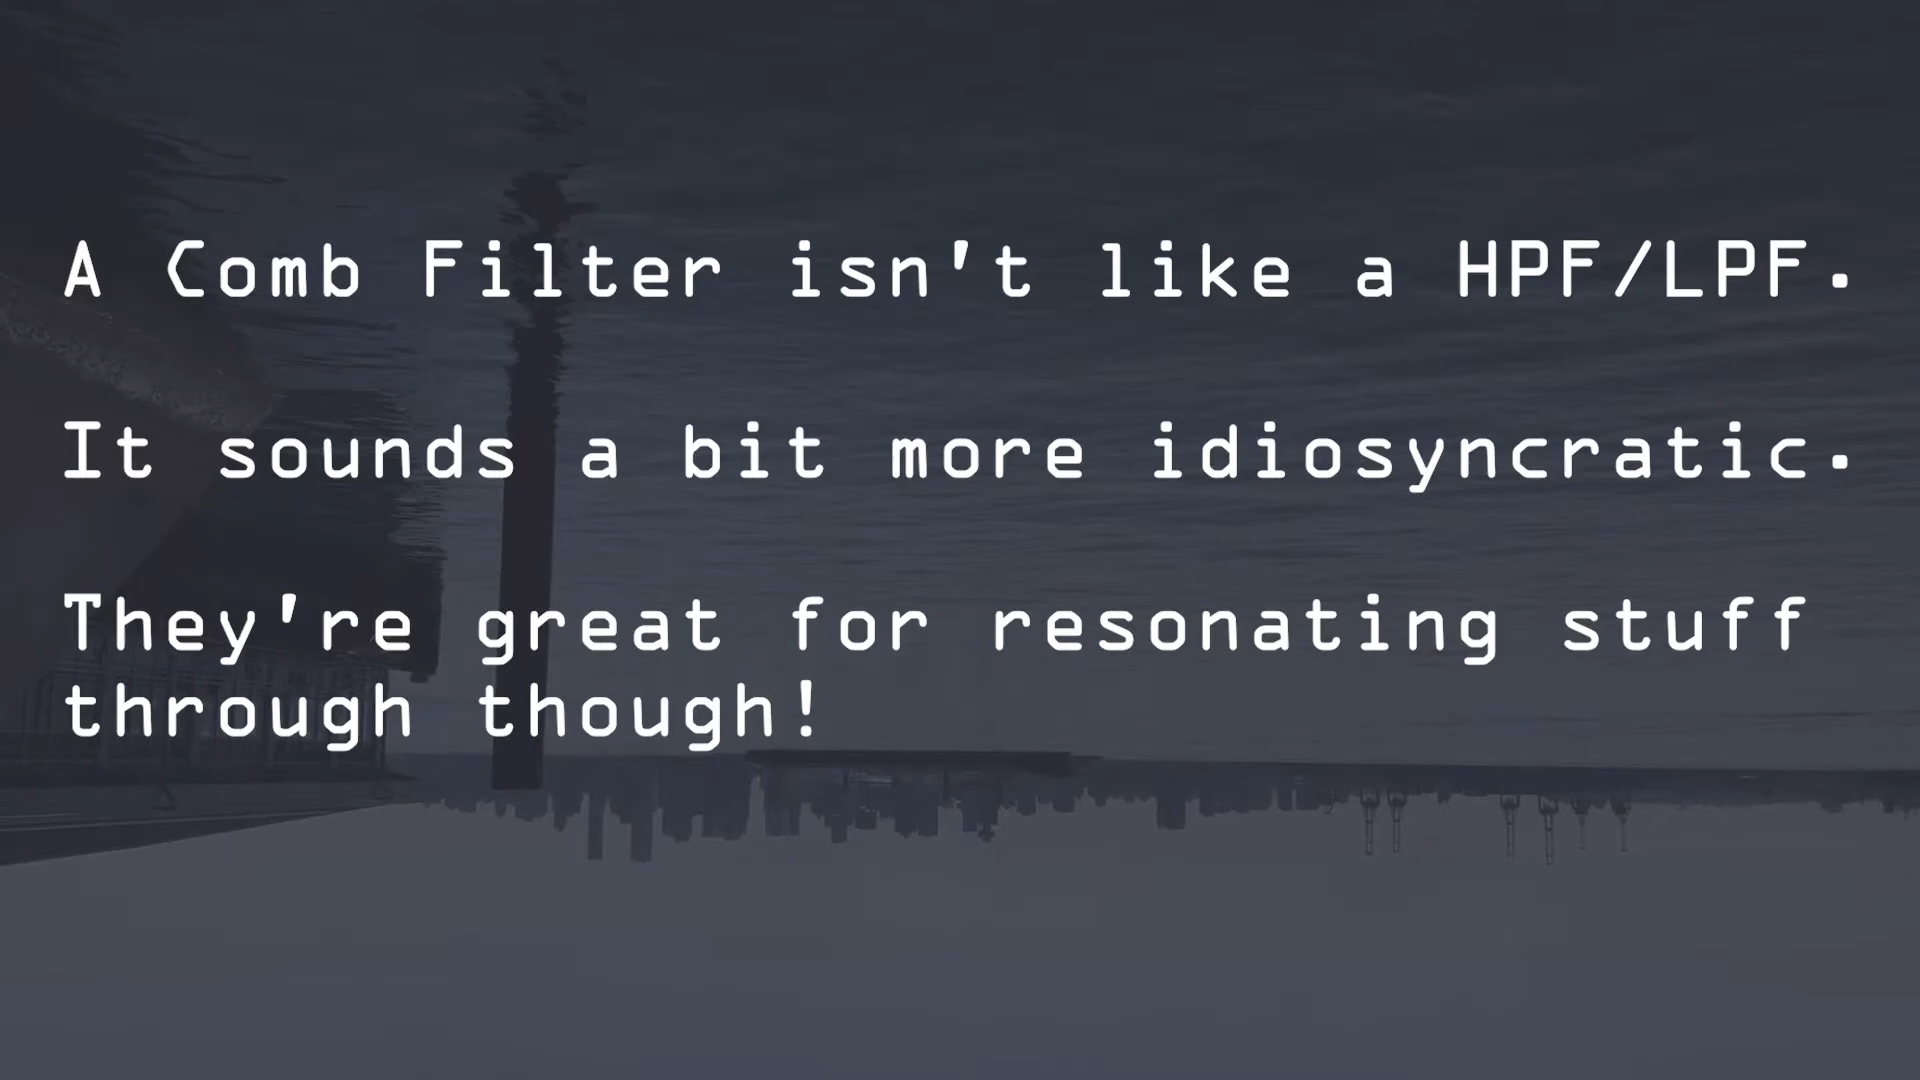 A Comb Filter isn't like a HPF/LPF.
It sounds a bit more idiosyncratic.
They're great for resonating stuff
through though!